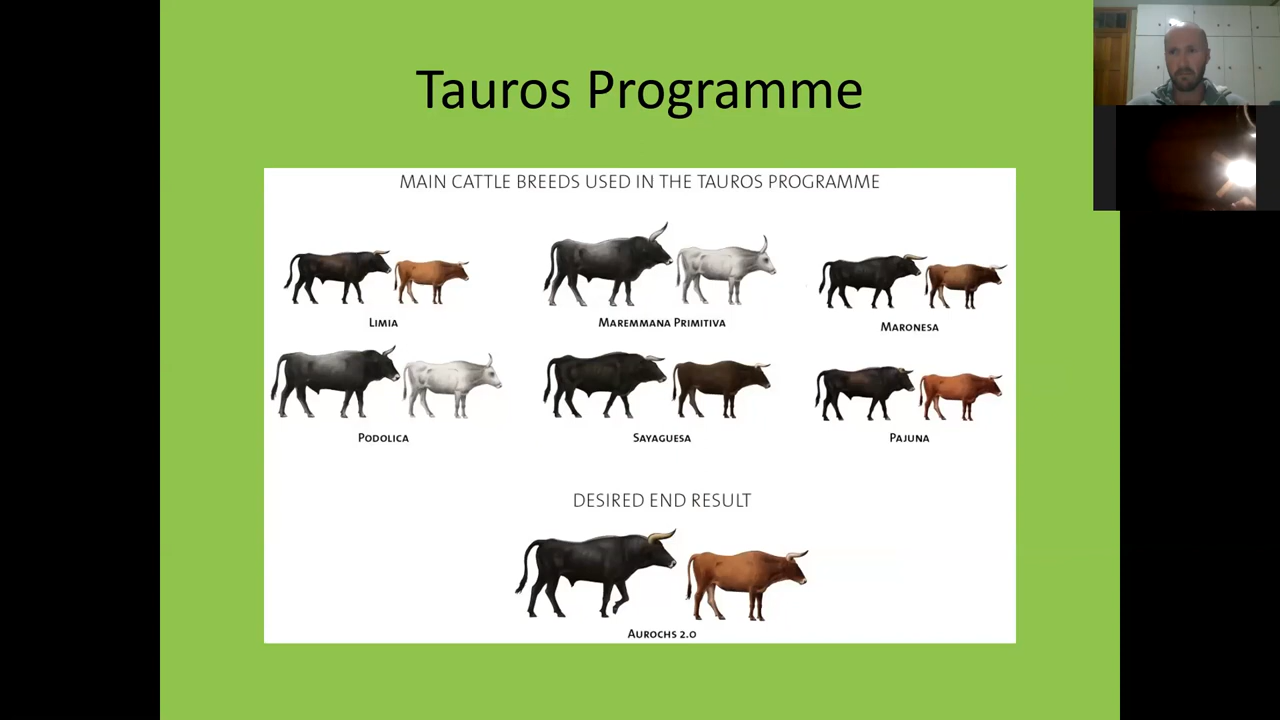 Tauros Programme
MAIN CATTLE BREEDS USED IN THE TAUROS PROGRAMME
LIMIA
MAREMMANA PRIMITIVA
MARONESA
PODOLICA
SAYAGUESA
PAJUNA
DESIRED END RESULT
AUROCHS 2.0